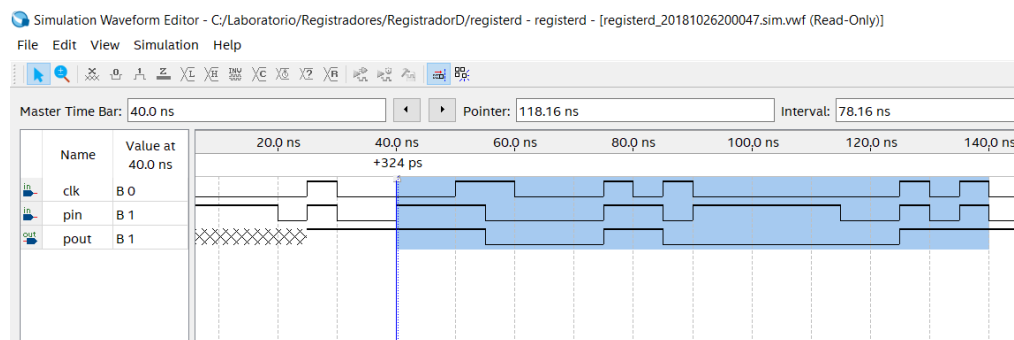 Simulation Waveform Editor - C:/Laboratorio/Registradores/RegistradorD/registerd - registerd - [registerd_20181026200047.sim.vwf (Read-Only)]
File Edit View Simulation Help
Master Time Bar: 40.0 ns Pointer: 118.16 ns Interval: 78.16 ns
Name Value at 40.0 ns 20.0 ns 40.0 ns 60.0 ns 80.0 ns 100.0 ns 120.0 ns 140.0 ns
+324 ps
in clk B 0
in pin B 1
out pout B 1